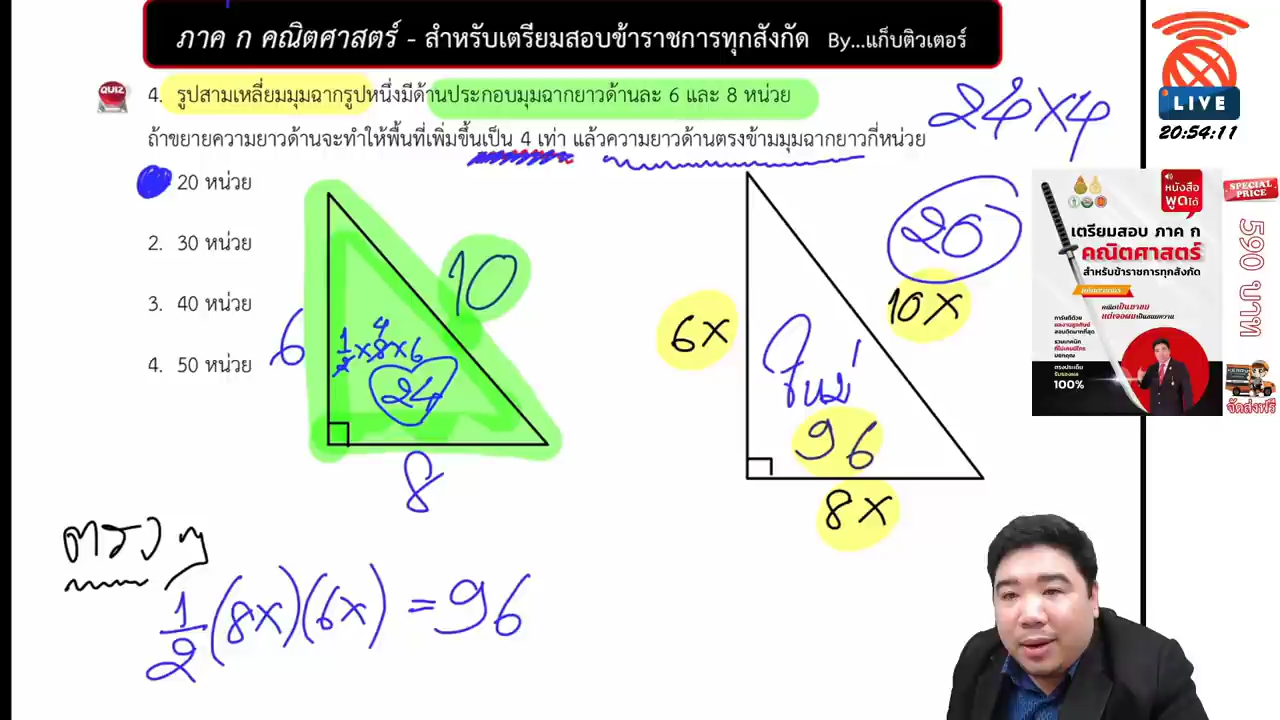 ภาค ก คณิตศาสตร์ - สำหรับเตรียมสอบข้าราชการทุกสังกัด By...แก็บติวเตอร์
QUIZ
4. รูปสามเหลี่ยมมุมฉากรูปหนึ่งมีด้านประกอบมุมฉากยาวด้านละ 6 และ 8 หน่วย
ถ้าขยายความยาวด้านจะทำให้พื้นที่เพิ่มขึ้นเป็น 4 เท่า แล้วความยาวด้านตรงข้ามมุมฉากยาวกี่หน่วย
24×4
20 หน่วย
2. 30 หน่วย
3. 40 หน่วย
4. 50 หน่วย
6
10
1/2×8×6
4
24
8
6x
20
10x
ใหม่
96
8x
ตรงๆ
1/2(8x)(6x) = 96
LIVE
20:54:11
หนังสือ
พูดได้
เตรียมสอบ ภาค ก
คณิตศาสตร์
สำหรับข้าราชการทุกสังกัด
100%
SPECIAL
PRICE
590 บาท
จัดส่งฟรี